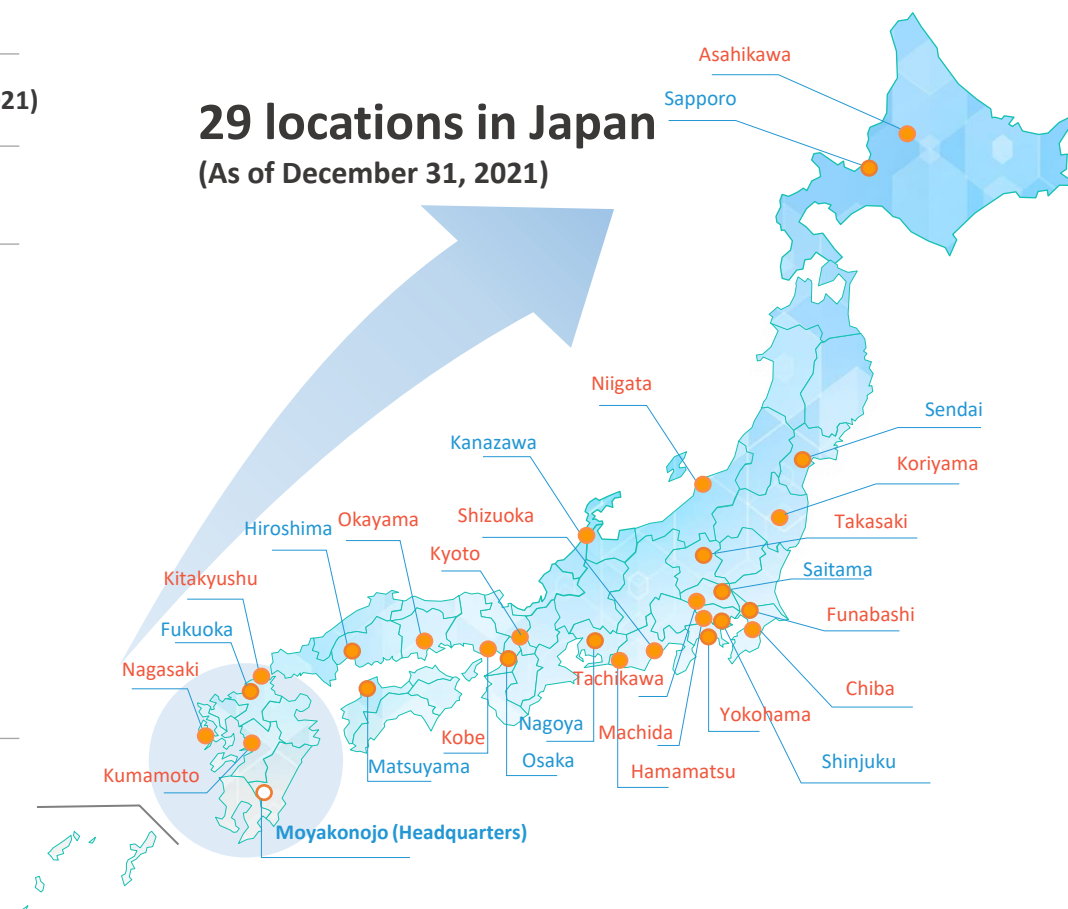 21)
29 locations in Japan
(As of December 31, 2021)
Asahikawa
Sapporo
Niigata
Sendai
Kanazawa
Koriyama
Shizuoka
Okayama
Hiroshima
Takasaki
Kyoto
Saitama
Kitakyushu
Funabashi
Fukuoka
Nagasaki
Tachikawa
Chiba
Yokohama
Nagoya
Machida
Kobe
Osaka
Shinjuku
Matsuyama
Hamamatsu
Kumamoto
Moyakonojo (Headquarters)